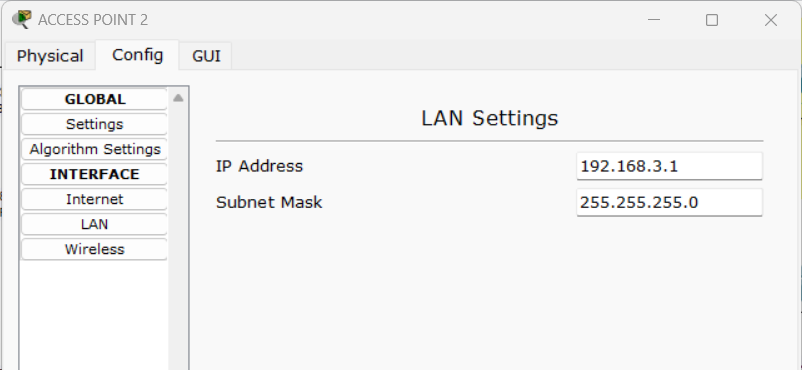 ACCESS POINT 2
Physical Config GUI
GLOBAL
Settings
Algorithm Settings
INTERFACE
Internet
LAN
Wireless
LAN Settings
IP Address 192.168.3.1
Subnet Mask 255.255.255.0